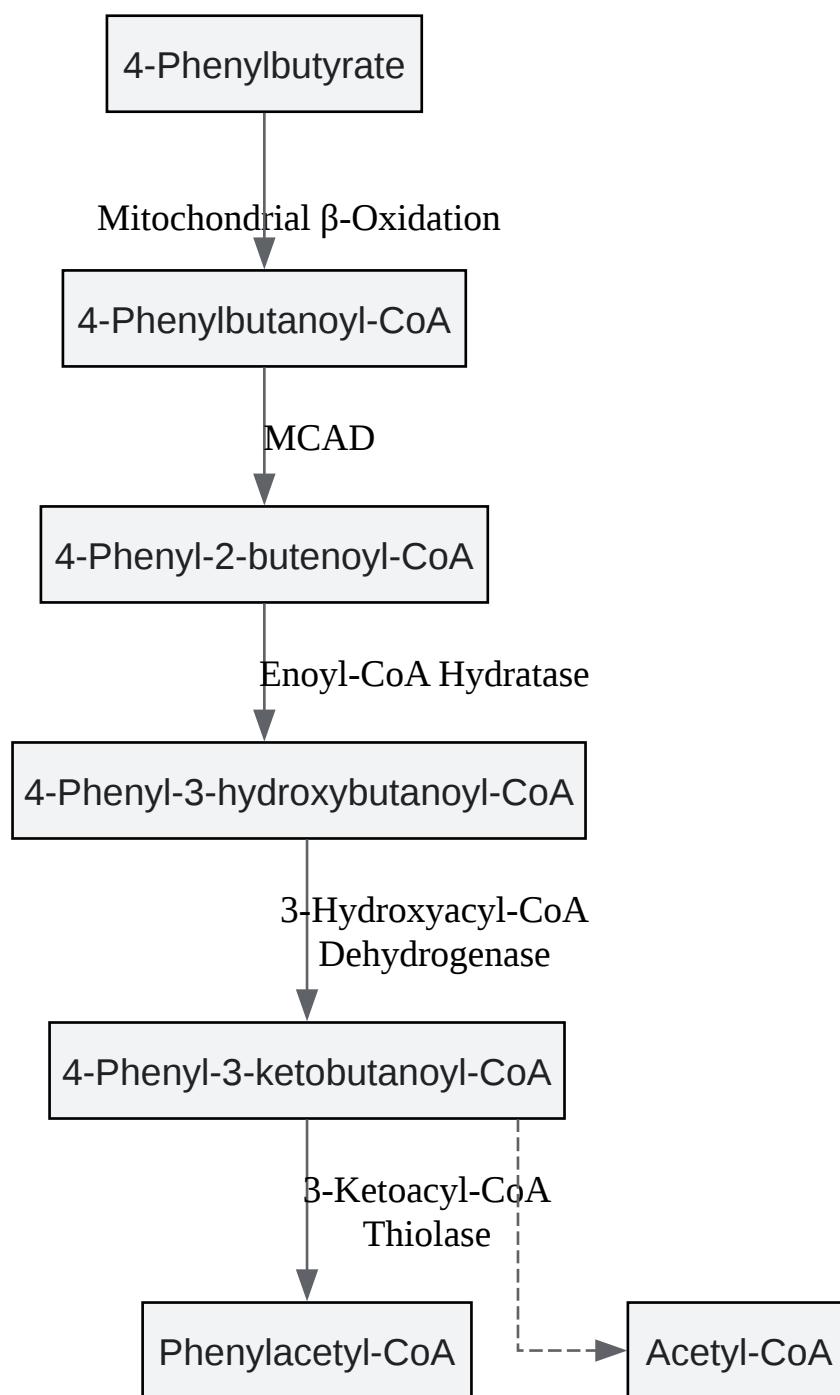 4-Phenylbutyrate
Mitochondrial β-Oxidation
4-Phenylbutanoyl-CoA
MCAD
4-Phenyl-2-butenoyl-CoA
Enoyl-CoA Hydratase
4-Phenyl-3-hydroxybutanoyl-CoA
3-Hydroxyacyl-CoA
Dehydrogenase
4-Phenyl-3-ketobutanoyl-CoA
3-Ketoacyl-CoA
Thiolase
Phenylacetyl-CoA
Acetyl-CoA